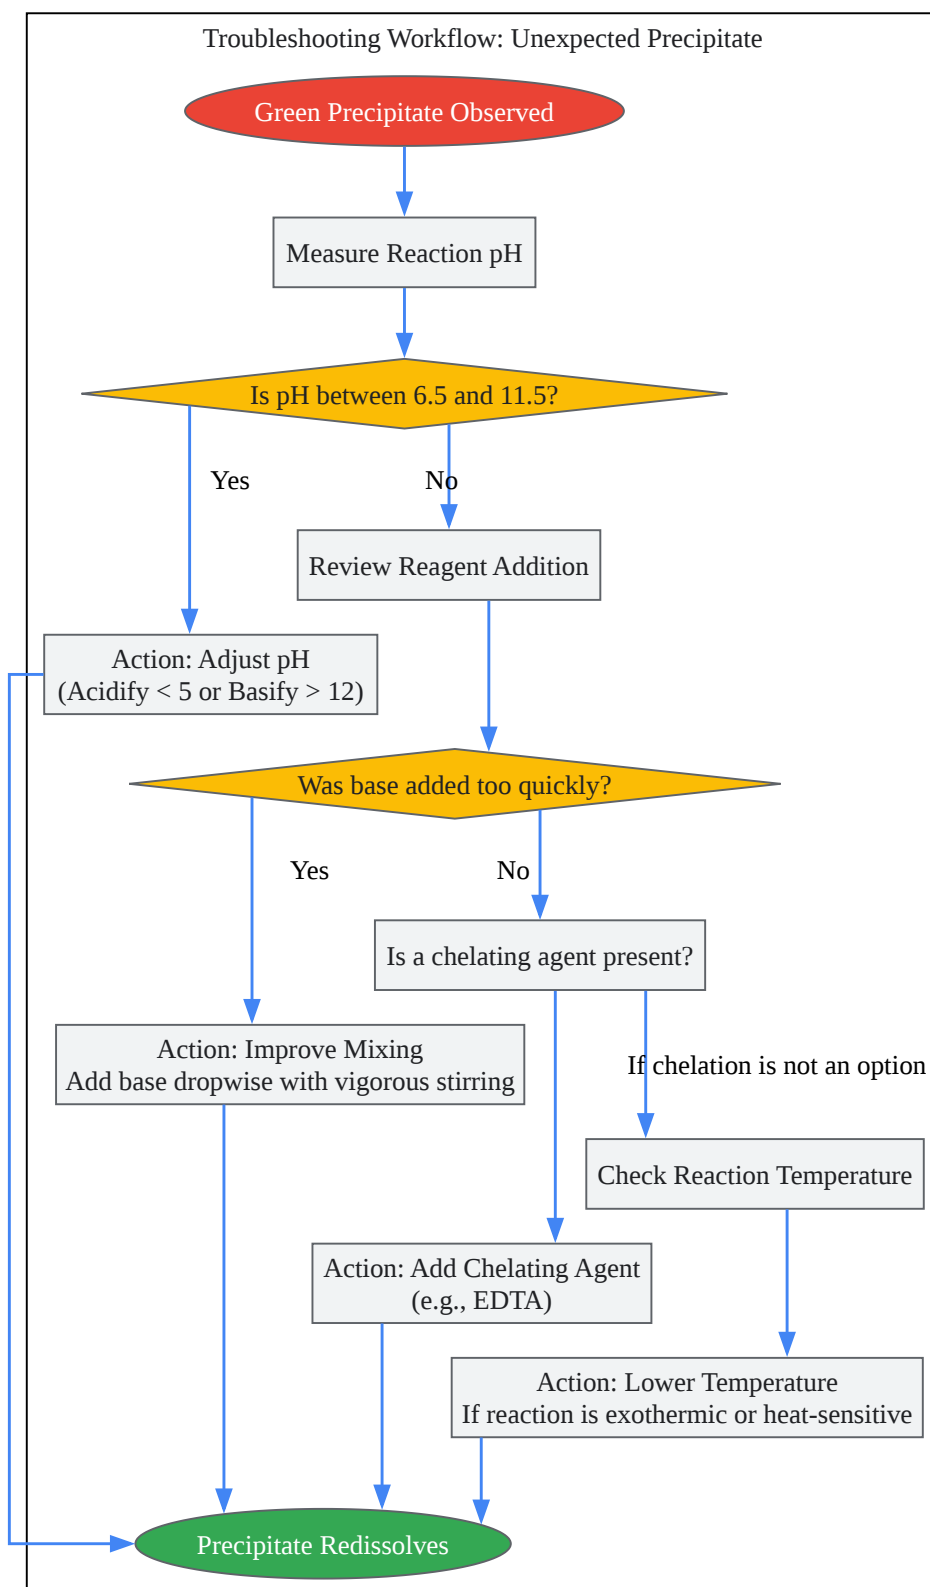 Troubleshooting Workflow: Unexpected Precipitate
Green Precipitate Observed
Measure Reaction pH
Is pH between 6.5 and 11.5?
Yes
No
Review Reagent Addition
Action: Adjust pH
(Acidify < 5 or Basify > 12)
Was base added too quickly?
Yes
No
Is a chelating agent present?
Action: Improve Mixing
Add base dropwise with vigorous stirring
If chelation is not an option
Check Reaction Temperature
Action: Add Chelating Agent
(e.g., EDTA)
Action: Lower Temperature
If reaction is exothermic or heat-sensitive
Precipitate Redissolves